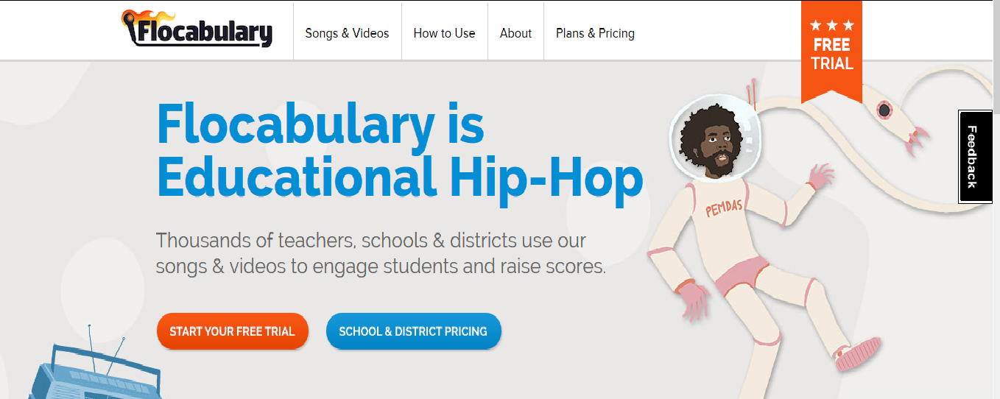 Flocabulary
Songs & Videos
How to Use
About
Plans & Pricing
FREE
TRIAL
Flocabulary is
Educational Hip-Hop
PEMDAS
Feedback
Thousands of teachers, schools & districts use our
songs & videos to engage students and raise scores.
START YOUR FREE TRIAL
SCHOOL & DISTRICT PRICING